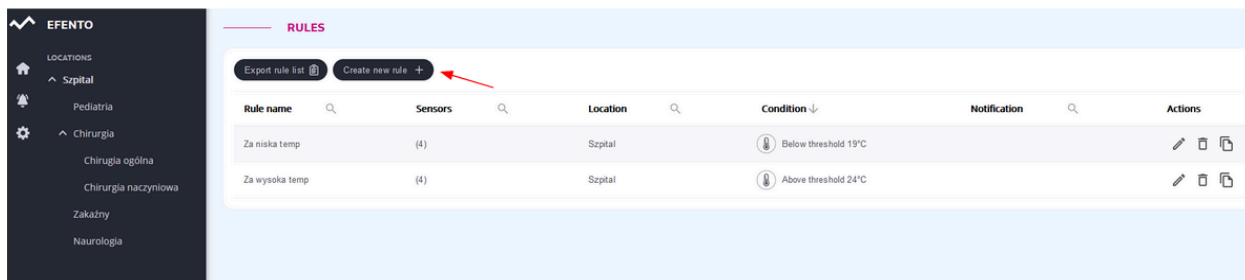 EFENTO
LOCATIONS
Szpital
Pediatria
Chirurgia
Chirugia ogólna
Chirurgia naczyniowa
Zakaźny
Naurologia
RULES
Export rule list
Create new rule +
Rule name Sensors Location Condition Notification Actions
Za niska temp (4) Szpital Below threshold 19°C
Za wysoka temp (4) Szpital Above threshold 24°C